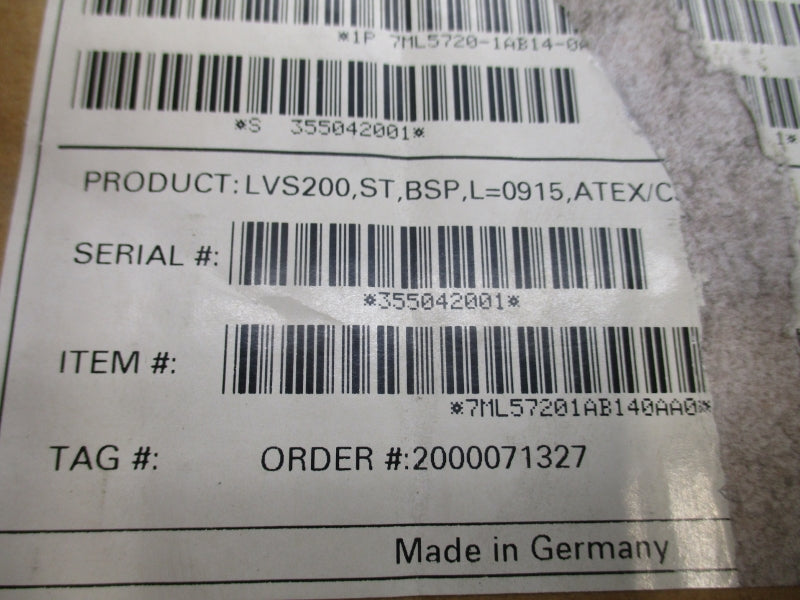 *1P 7ML5720-1AB14-0A
*S 355042001*
1*
PRODUCT: LVS200,ST,BSP,L=0915,ATEX/C
SERIAL #:
*355042001*
ITEM #:
*7ML57201AB140AA0*
TAG #: ORDER #:2000071327
Made in Germany